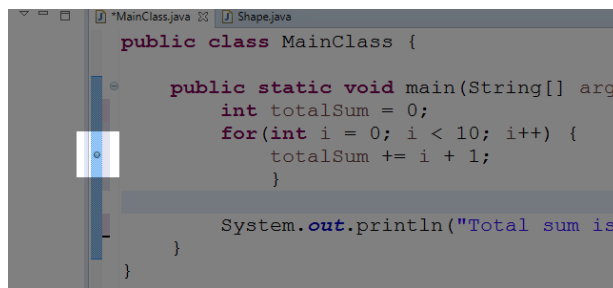 *MainClass.java Shape.java
public class MainClass {
public static void main(String[] arg
int totalSum = 0;
for(int i = 0; i < 10; i++) {
totalSum += i + 1;
}
System.out.println("Total sum is
}
}